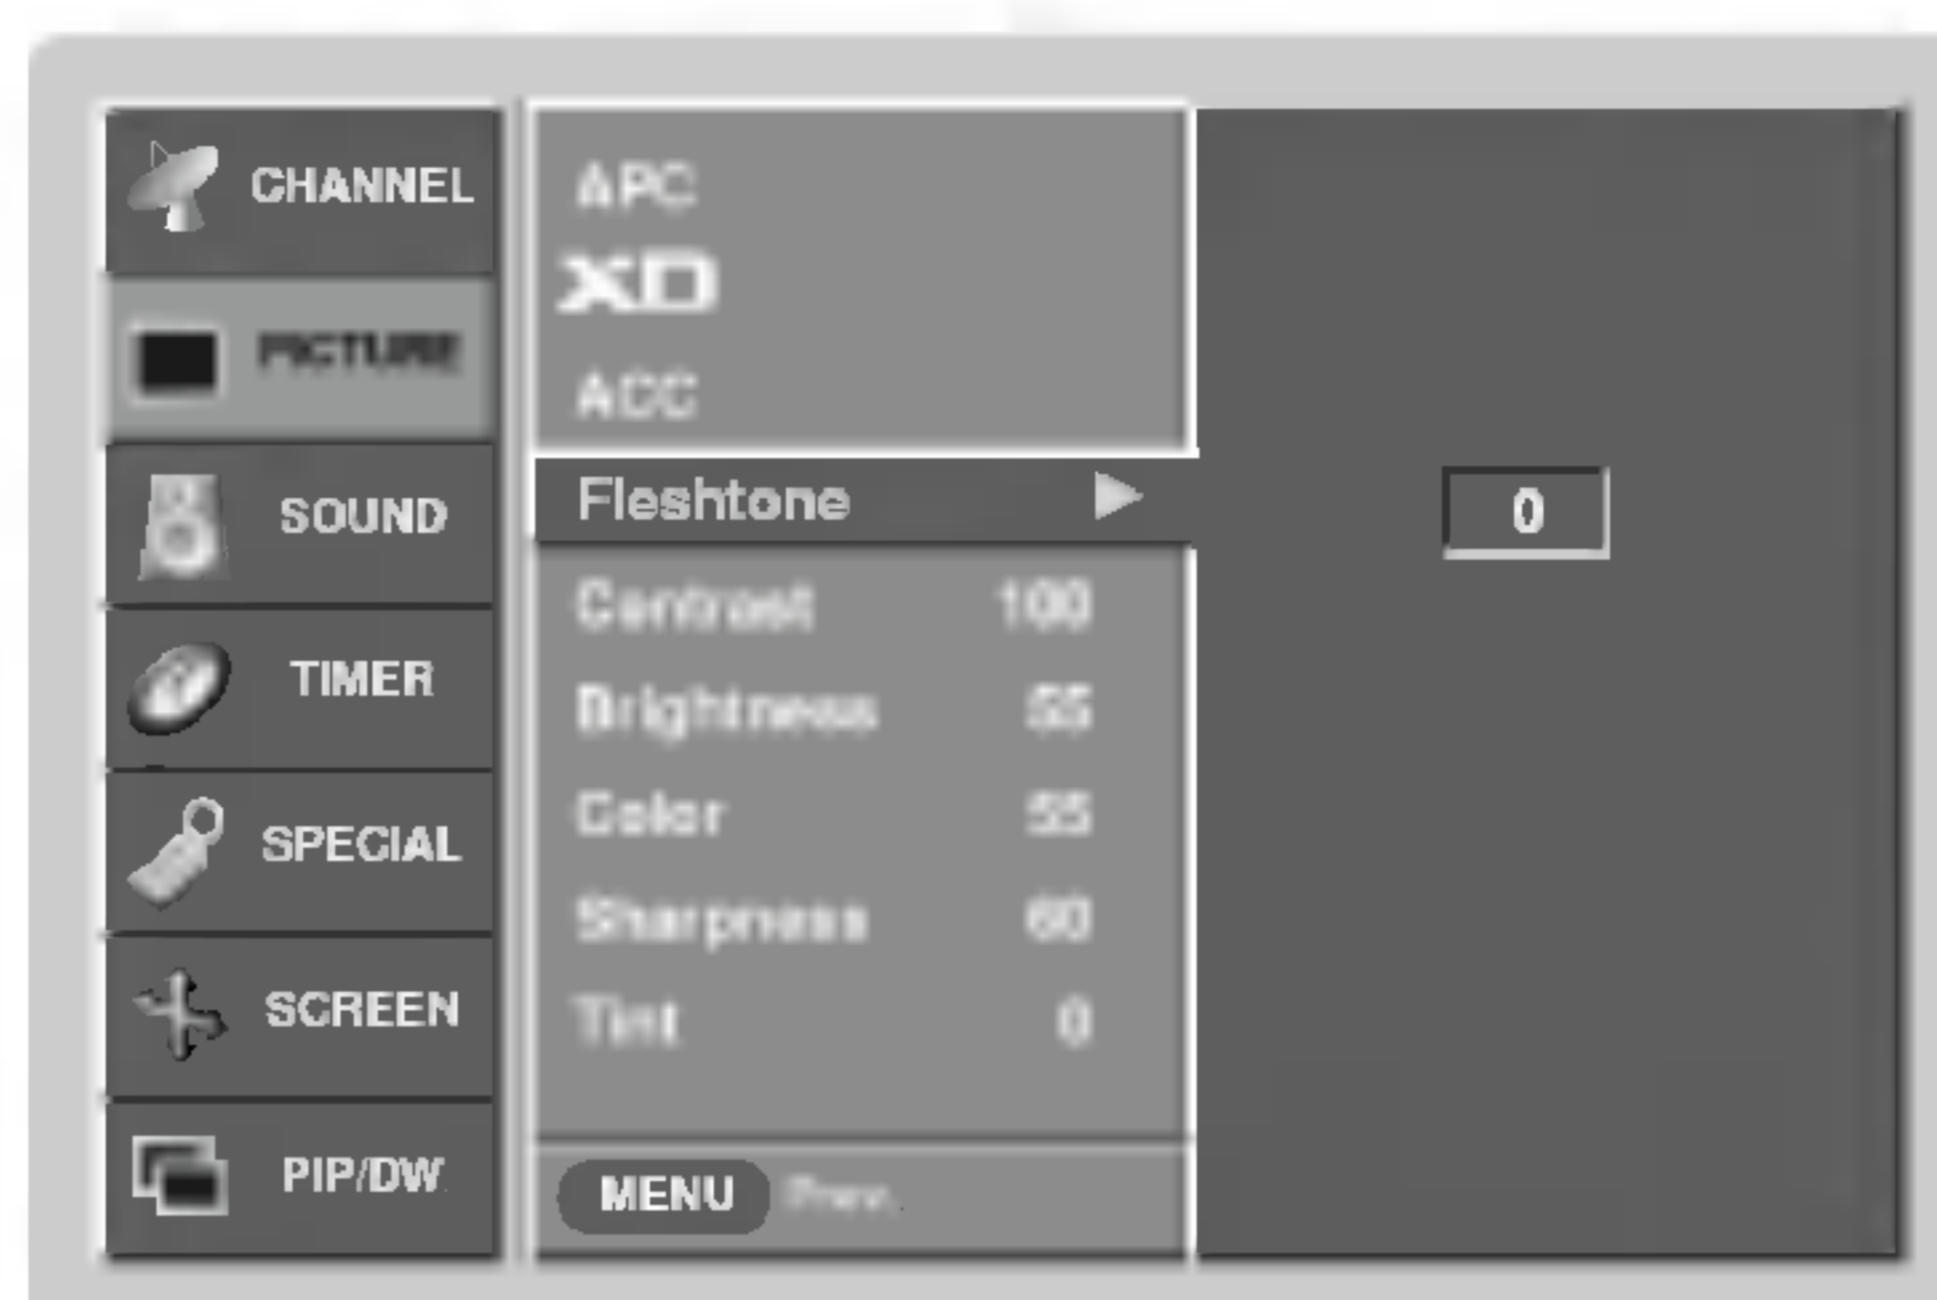 CHANNEL
PICTURE
SOUND
TIMER
SPECIAL
SCREEN
PIP/DW
APC
XD
ACC
Fleshtone
Contrast 100
Brightness 55
Color 55
Sharpness 60
Tint 0
MENU Prev.
0